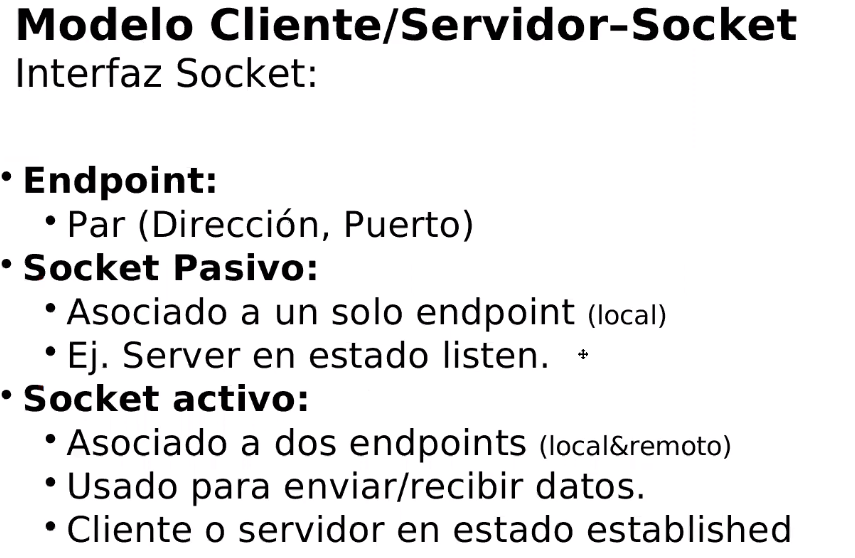 Modelo Cliente/Servidor–Socket
Interfaz Socket:
• Endpoint:
• Par (Dirección, Puerto)
• Socket Pasivo:
• Asociado a un solo endpoint (local)
• Ej. Server en estado listen.
• Socket activo:
• Asociado a dos endpoints (local&remoto)
• Usado para enviar/recibir datos.
• Cliente o servidor en estado established